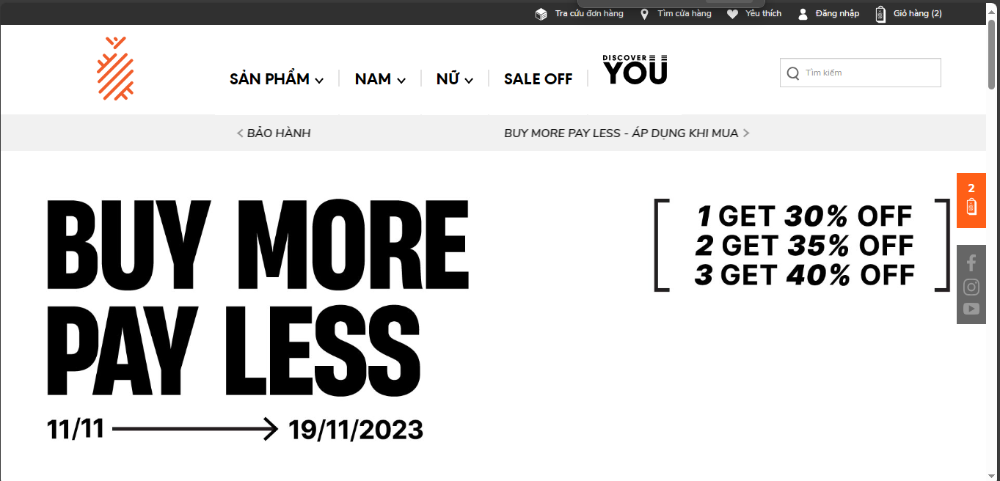 Tra cứu đơn hàng
Tìm cửa hàng
Yêu thích
Đăng nhập
Giỏ hàng (2)
SẢN PHẨM
NAM
NỮ
SALE OFF
DISCOVER
YOU
Tìm kiếm
BẢO HÀNH
BUY MORE PAY LESS - ÁP DỤNG KHI MUA
BUY MORE
PAY LESS
11/11 → 19/11/2023
1 GET 30% OFF
2 GET 35% OFF
3 GET 40% OFF
2